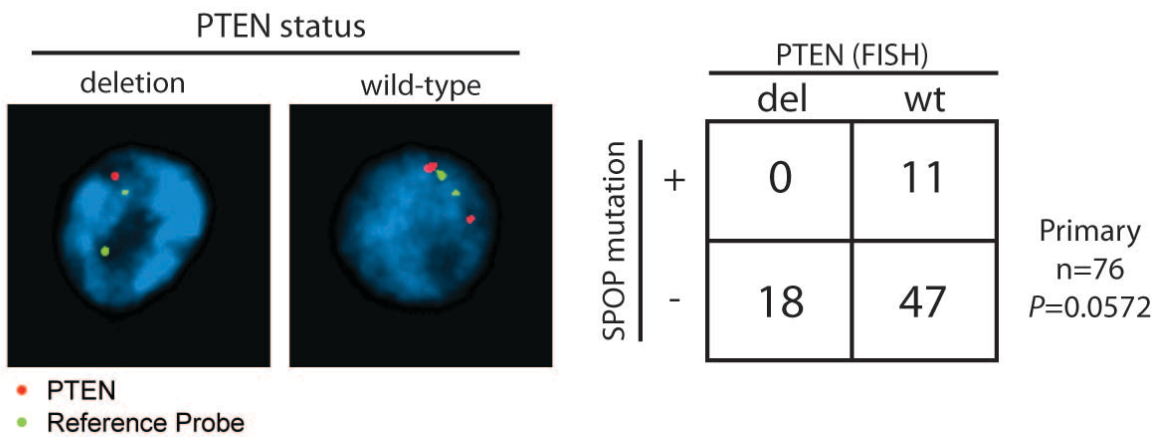 PTEN status
deletion
wild-type
PTEN
Reference Probe
PTEN (FISH)
del
wt
SPOP mutation
+
0
11
-
18
47
Primary
n=76
P=0.0572